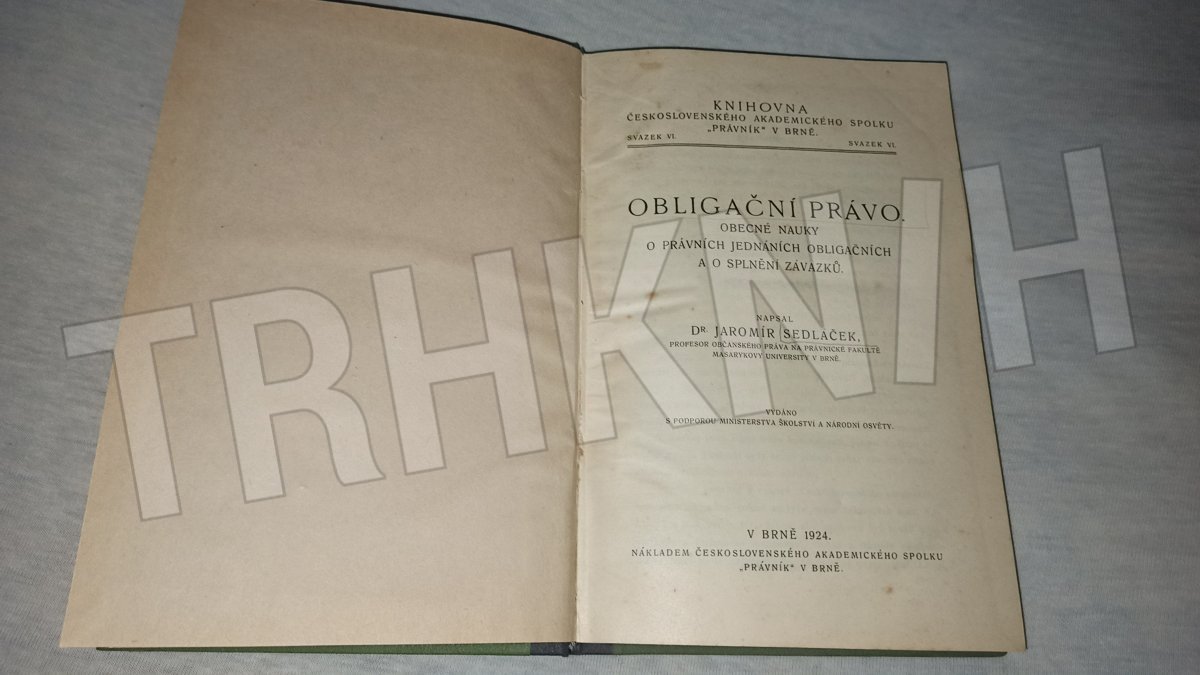 KNIHOVNA
ČESKOSLOVENSKÉHO AKADEMICKÉHO SPOLKU
„PRÁVNÍK“ V BRNĚ.
SVAZEK VI. SVAZEK VI.
OBLIGAČNÍ PRÁVO.
OBECNÉ NAUKY
O PRÁVNÍCH JEDNÁNÍCH OBLIGAČNÍCH
A O SPLNĚNÍ ZÁVAZKŮ.
NAPSAL
DR. JAROMÍR SEDLÁČEK,
PROFESOR OBČANSKÉHO PRÁVA NA PRÁVNICKÉ FAKULTĚ
MASARYKOVY UNIVERSITY V BRNĚ.
VYDÁNO
S PODPOROU MINISTERSTVA ŠKOLSTVÍ A NÁRODNÍ OSVĚTY.
V BRNĚ 1924.
NÁKLADEM ČESKOSLOVENSKÉHO AKADEMICKÉHO SPOLKU
„PRÁVNÍK“ V BRNĚ.
TRHKNIH